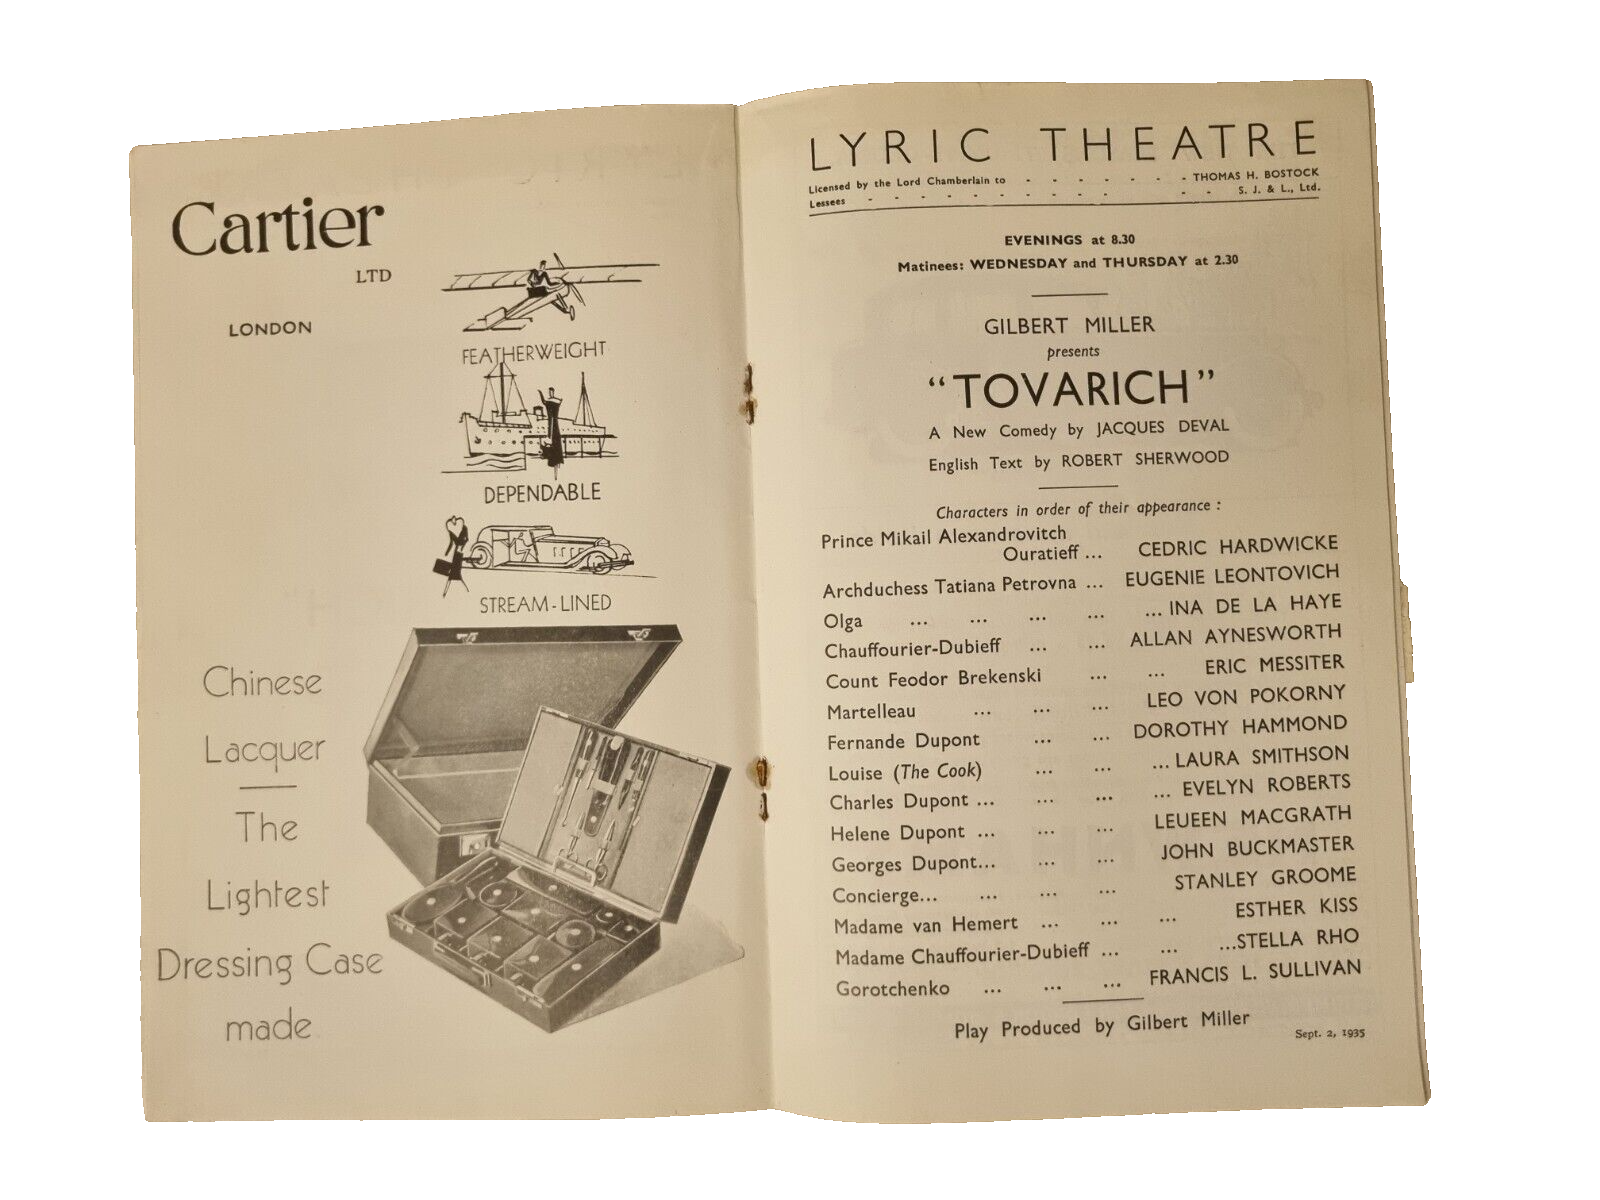 Cartier
LTD
LONDON
FEATHERWEIGHT
DEPENDABLE
STREAM-LINED
Chinese
Lacquer
The
Lightest
Dressing Case
made
LYRIC THEATRE
Licensed by the Lord Chamberlain to - - - - - - - THOMAS H. BOSTOCK
Lessees - - - - - - - - - - - - S. J. & L., Ltd.
EVENINGS at 8.30
Matinees: WEDNESDAY and THURSDAY at 2.30
GILBERT MILLER
presents
"TOVARICH"
A New Comedy by JACQUES DEVAL
English Text by ROBERT SHERWOOD
Characters in order of their appearance :
Prince Mikail Alexandrovitch
Ouratieff ... CEDRIC HARDWICKE
Archduchess Tatiana Petrovna ... EUGENIE LEONTOVICH
Olga ... ... ... ... ... INA DE LA HAYE
Chauffourier-Dubieff ... ... ALLAN AYNESWORTH
Count Feodor Brekenski ... ... ERIC MESSITER
Martelleau ... ... ... LEO VON POKORNY
Fernande Dupont ... ... DOROTHY HAMMOND
Louise (The Cook) ... ... ... LAURA SMITHSON
Charles Dupont ... ... ... ... EVELYN ROBERTS
Helene Dupont ... ... ... LEUEEN MACGRATH
Georges Dupont... ... ... JOHN BUCKMASTER
Concierge... ... ... ... STANLEY GROOME
Madame van Hemert ... ... ... ESTHER KISS
Madame Chauffourier-Dubieff ... ... ...STELLA RHO
Gorotchenko ... ... ... FRANCIS L. SULLIVAN
Play Produced by Gilbert Miller
Sept. 2, 1935